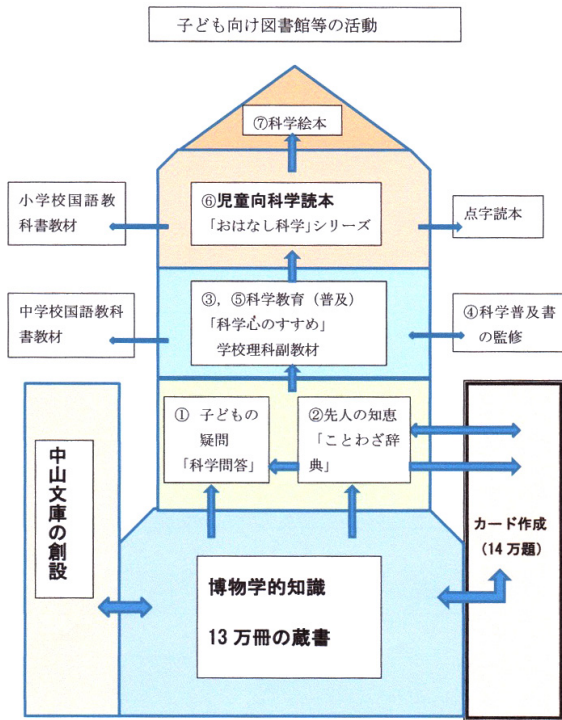 子ども向け図書館等の活動
⑦科学絵本
小学校国語教
科書教材
⑥児童向科学読本
「おはなし科学」シリーズ
点字読本
中学校国語教科
書教材
③，⑤科学教育（普及）
「科学心のすすめ」
学校理科副教材
④科学普及書
の監修
① 子どもの
疑問
「科学問答」
②先人の知恵
「ことわざ辞
典」
中山文庫の創設
カード作成
（14万題）
博物学的知識
13万冊の蔵書